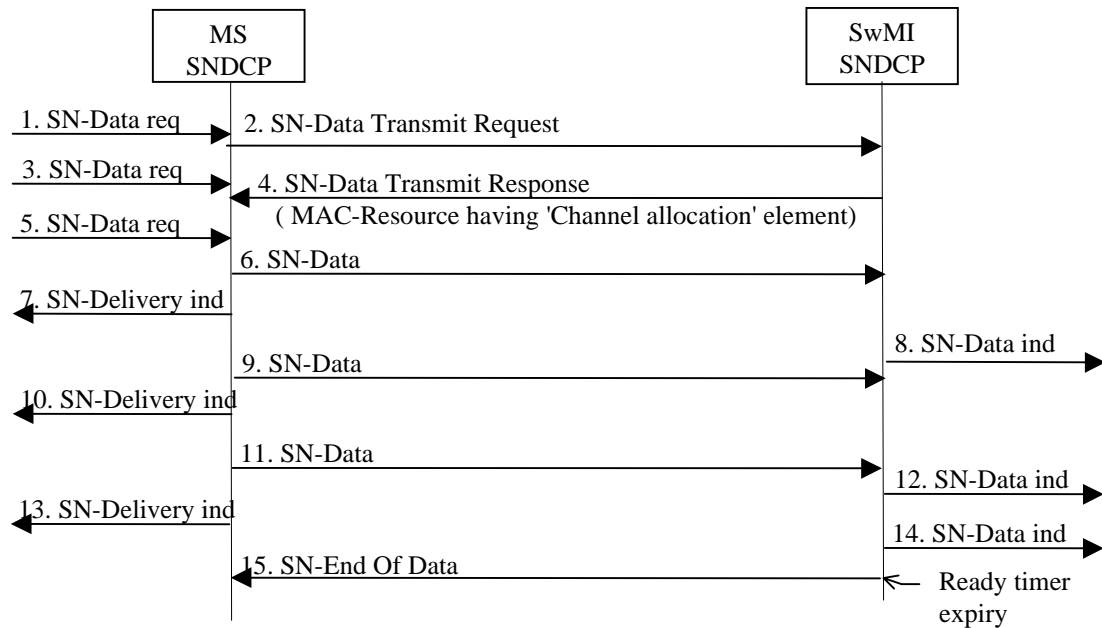 MS
SNDCP
SwMI
SNDCP
1. SN-Data req
2. SN-Data Transmit Request
3. SN-Data req
4. SN-Data Transmit Response
( MAC-Resource having 'Channel allocation' element)
5. SN-Data req
6. SN-Data
7. SN-Delivery ind
8. SN-Data ind
9. SN-Data
10. SN-Delivery ind
11. SN-Data
12. SN-Data ind
13. SN-Delivery ind
14. SN-Data ind
15. SN-End Of Data
Ready timer
expiry